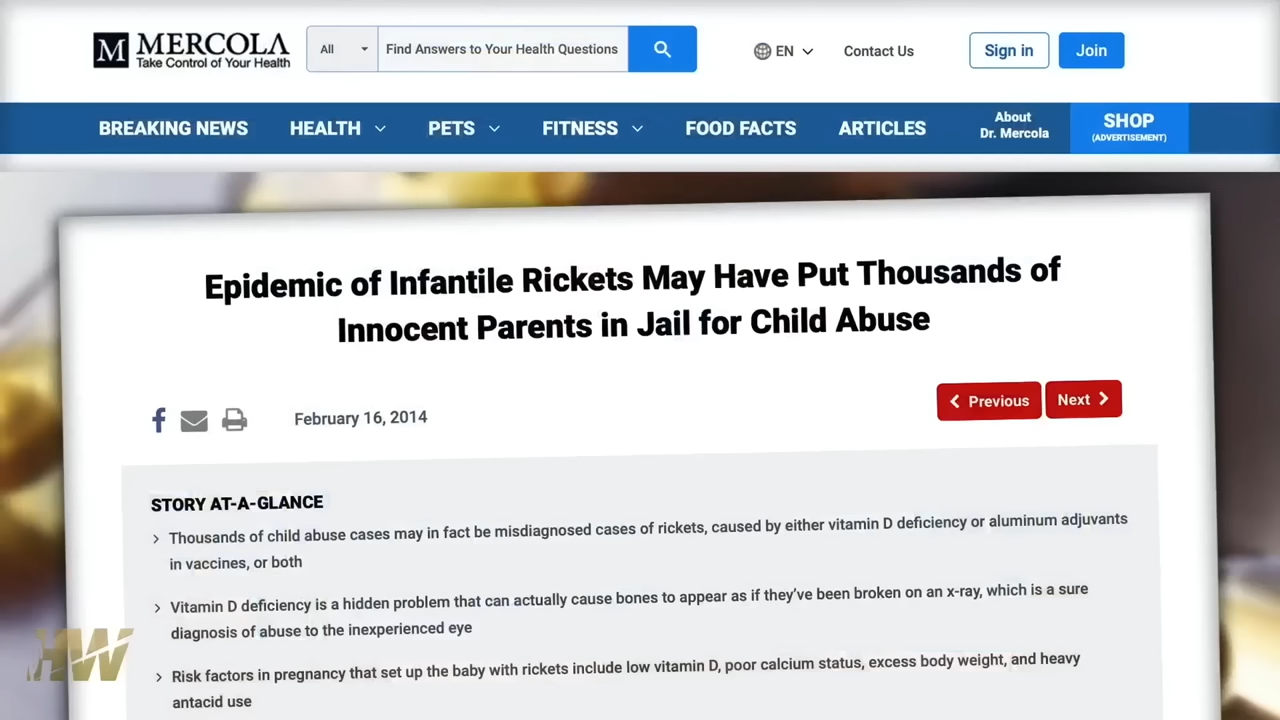 MERCOLA
Take Control of Your Health
All
Find Answers to Your Health Questions
EN
Contact Us
Sign in
Join
BREAKING NEWS
HEALTH
PETS
FITNESS
FOOD FACTS
ARTICLES
About
Dr. Mercola
SHOP
(ADVERTISEMENT)
Epidemic of Infantile Rickets May Have Put Thousands of
Innocent Parents in Jail for Child Abuse
February 16, 2014
Previous
Next
STORY AT-A-GLANCE
Thousands of child abuse cases may in fact be misdiagnosed cases of rickets, caused by either vitamin D deficiency or aluminum adjuvants
in vaccines, or both
Vitamin D deficiency is a hidden problem that can actually cause bones to appear as if they've been broken on an x-ray, which is a sure
diagnosis of abuse to the inexperienced eye
Risk factors in pregnancy that set up the baby with rickets include low vitamin D, poor calcium status, excess body weight, and heavy
antacid use
HW